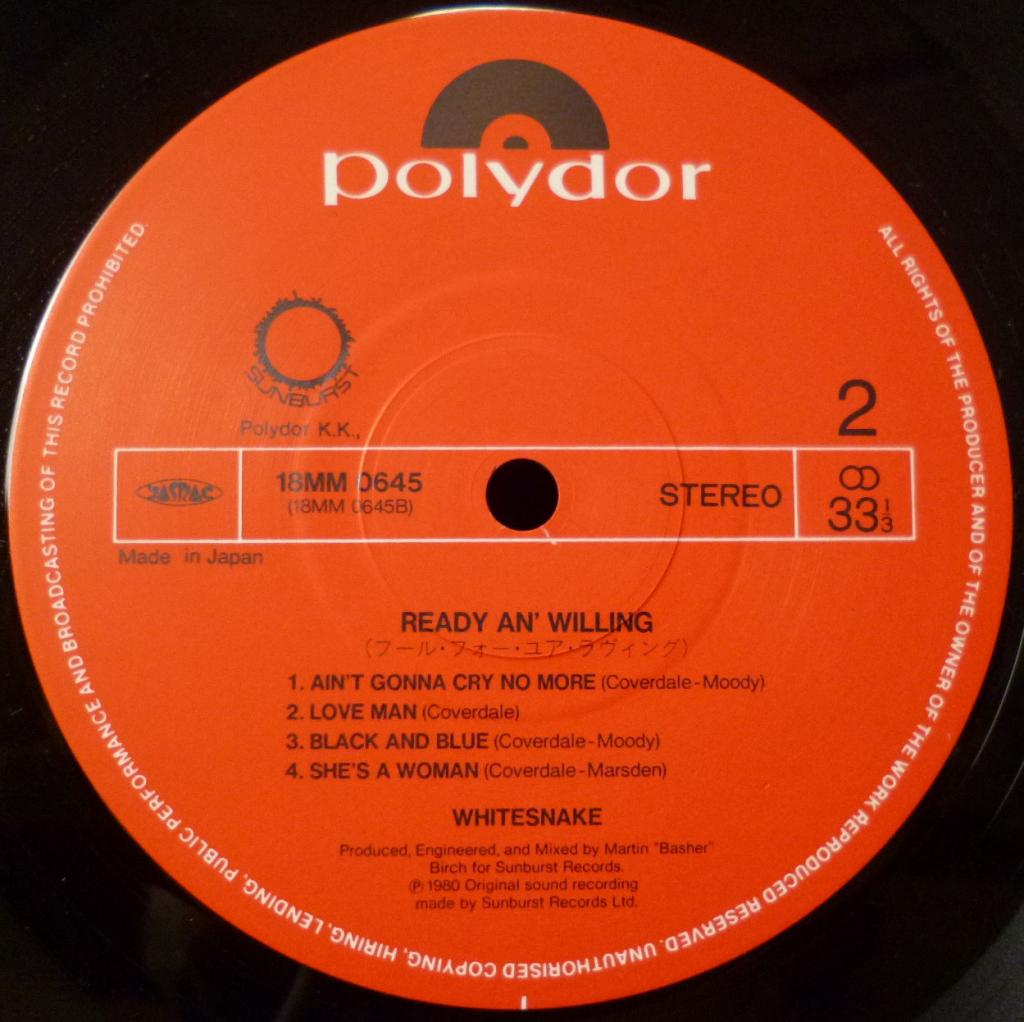 polydor
SUNBURST
Polydor K.K.,
2
JASRAC
18MM 0645
(18MM 0645B)
STEREO
33 1/3
Made in Japan
READY AN' WILLING
(フール・フォー・ユア・ラヴィング)
1. AIN'T GONNA CRY NO MORE (Coverdale-Moody)
2. LOVE MAN (Coverdale)
3. BLACK AND BLUE (Coverdale-Moody)
4. SHE'S A WOMAN (Coverdale-Marsden)
WHITESNAKE
Produced, Engineered, and Mixed by Martin "Basher"
Birch for Sunburst Records.
℗ 1980 Original sound recording
made by Sunburst Records Ltd.
ALL RIGHTS OF THE PRODUCER AND OF THE OWNER OF THE WORK REPRODUCED RESERVED. UNAUTHORISED COPYING, HIRING, LENDING, PUBLIC PERFORMANCE AND BROADCASTING OF THIS RECORD PROHIBITED.